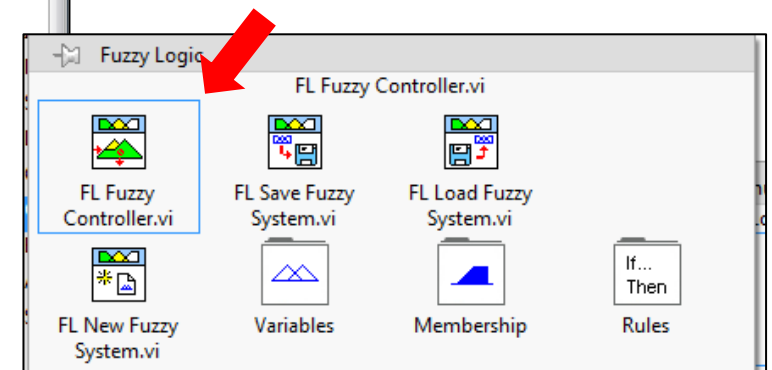 Fuzzy Logic
FL Fuzzy Controller.vi
FL Fuzzy
Controller.vi
FL Save Fuzzy
System.vi
FL Load Fuzzy
System.vi
If...
Then
FL New Fuzzy
System.vi
Variables
Membership
Rules